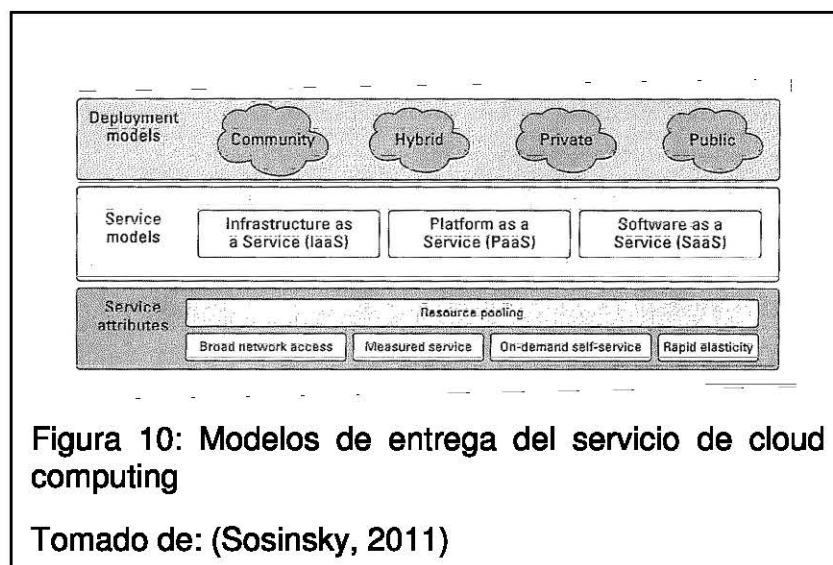 Deployment
models
Community
Hybrid
Private
Public
Service
models
Infrastructure as
a Service (IaaS)
Platform as a
Service (PaaS)
Software as a
Service (SaaS)
Service
attributes
Resource pooling
Broad network access
Measured service
On-demand self-service
Rapid elasticity
Figura 10: Modelos de entrega del servicio de cloud
computing
Tomado de: (Sosinsky, 2011)